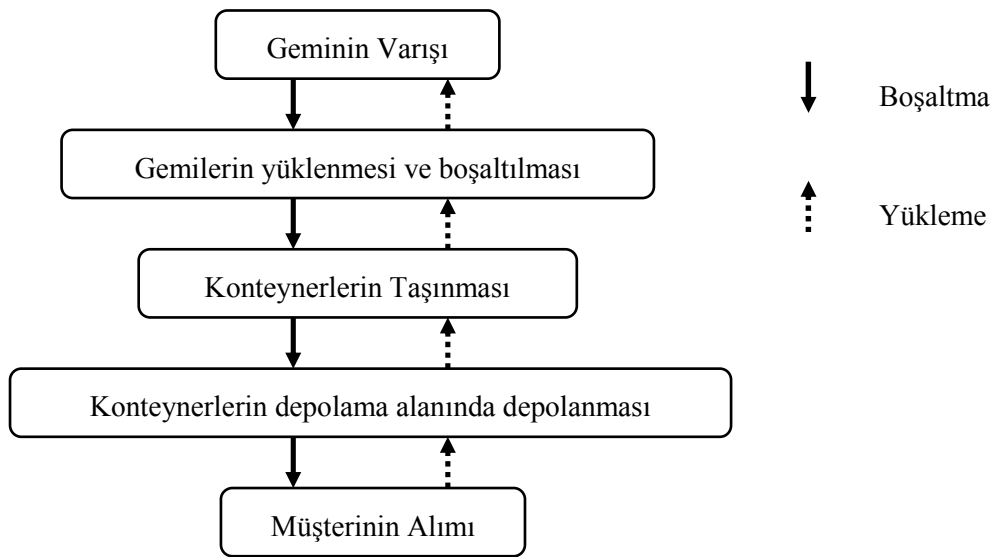 Geminin Varışı
Boşaltma
Gemilerin yüklenmesi ve boşaltılması
Yükleme
Konteynerlerin Taşınması
Konteynerlerin depolama alanında depolanması
Müşterinin Alımı